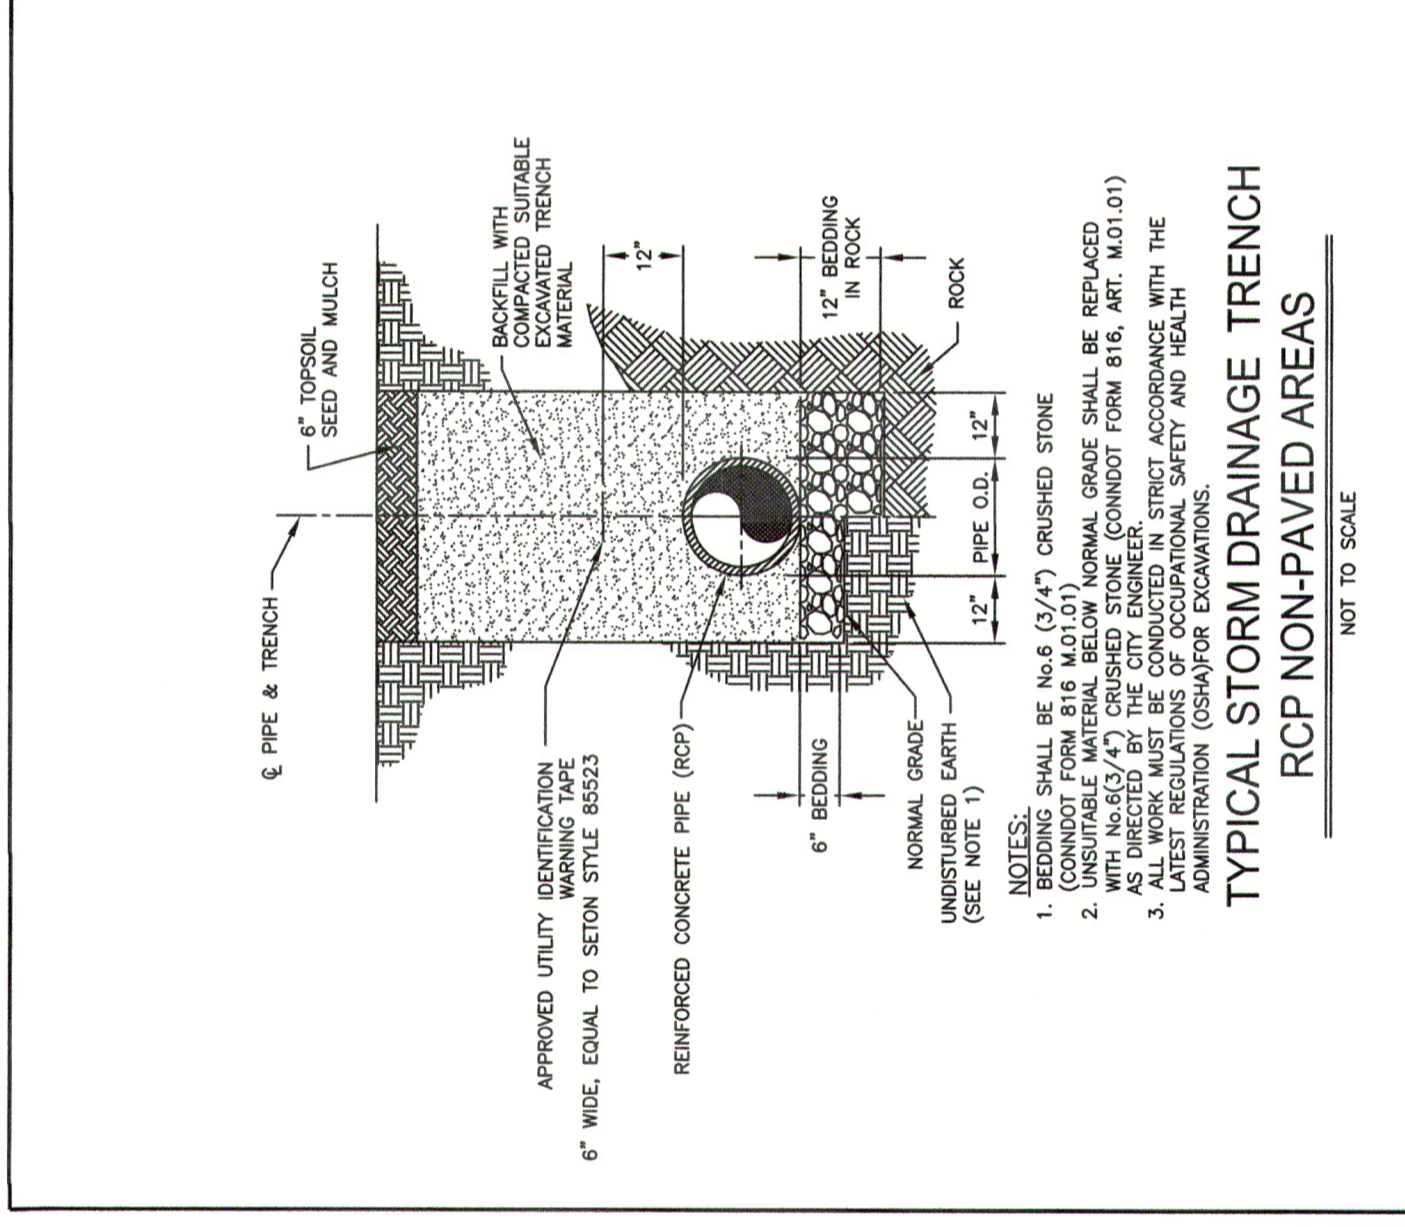 ℄ PIPE & TRENCH
6" TOPSOIL
SEED AND MULCH
BACKFILL WITH
COMPACTED SUITABLE
EXCAVATED TRENCH
MATERIAL
APPROVED UTILITY IDENTIFICATION
WARNING TAPE
6" WIDE, EQUAL TO SETON STYLE 85523
12"
REINFORCED CONCRETE PIPE (RCP)
12" BEDDING
IN ROCK
6" BEDDING
ROCK
NORMAL GRADE
UNDISTURBED EARTH
(SEE NOTE 1)
12"
PIPE O.D.
12"
NOTES:
1. BEDDING SHALL BE No.6 (3/4") CRUSHED STONE
(CONNDOT FORM 816 M.01.01)
2. UNSUITABLE MATERIAL BELOW NORMAL GRADE SHALL BE REPLACED
WITH No.6(3/4") CRUSHED STONE (CONNDOT FORM 816, ART. M.01.01)
AS DIRECTED BY THE CITY ENGINEER.
3. ALL WORK MUST BE CONDUCTED IN STRICT ACCORDANCE WITH THE
LATEST REGULATIONS OF OCCUPATIONAL SAFETY AND HEALTH
ADMINISTRATION (OSHA)FOR EXCAVATIONS.
TYPICAL STORM DRAINAGE TRENCH
RCP NON-PAVED AREAS
NOT TO SCALE